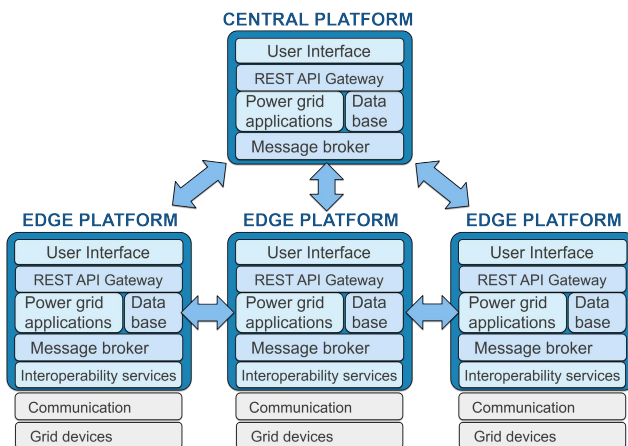 CENTRAL PLATFORM
User Interface
REST API Gateway
Power grid
applications
Data
base
Message broker
EDGE PLATFORM
User Interface
REST API Gateway
Power grid
applications
Data
base
Message broker
Interoperability services
Communication
Grid devices
EDGE PLATFORM
User Interface
REST API Gateway
Power grid
applications
Data
base
Message broker
Interoperability services
Communication
Grid devices
EDGE PLATFORM
User Interface
REST API Gateway
Power grid
applications
Data
base
Message broker
Interoperability services
Communication
Grid devices